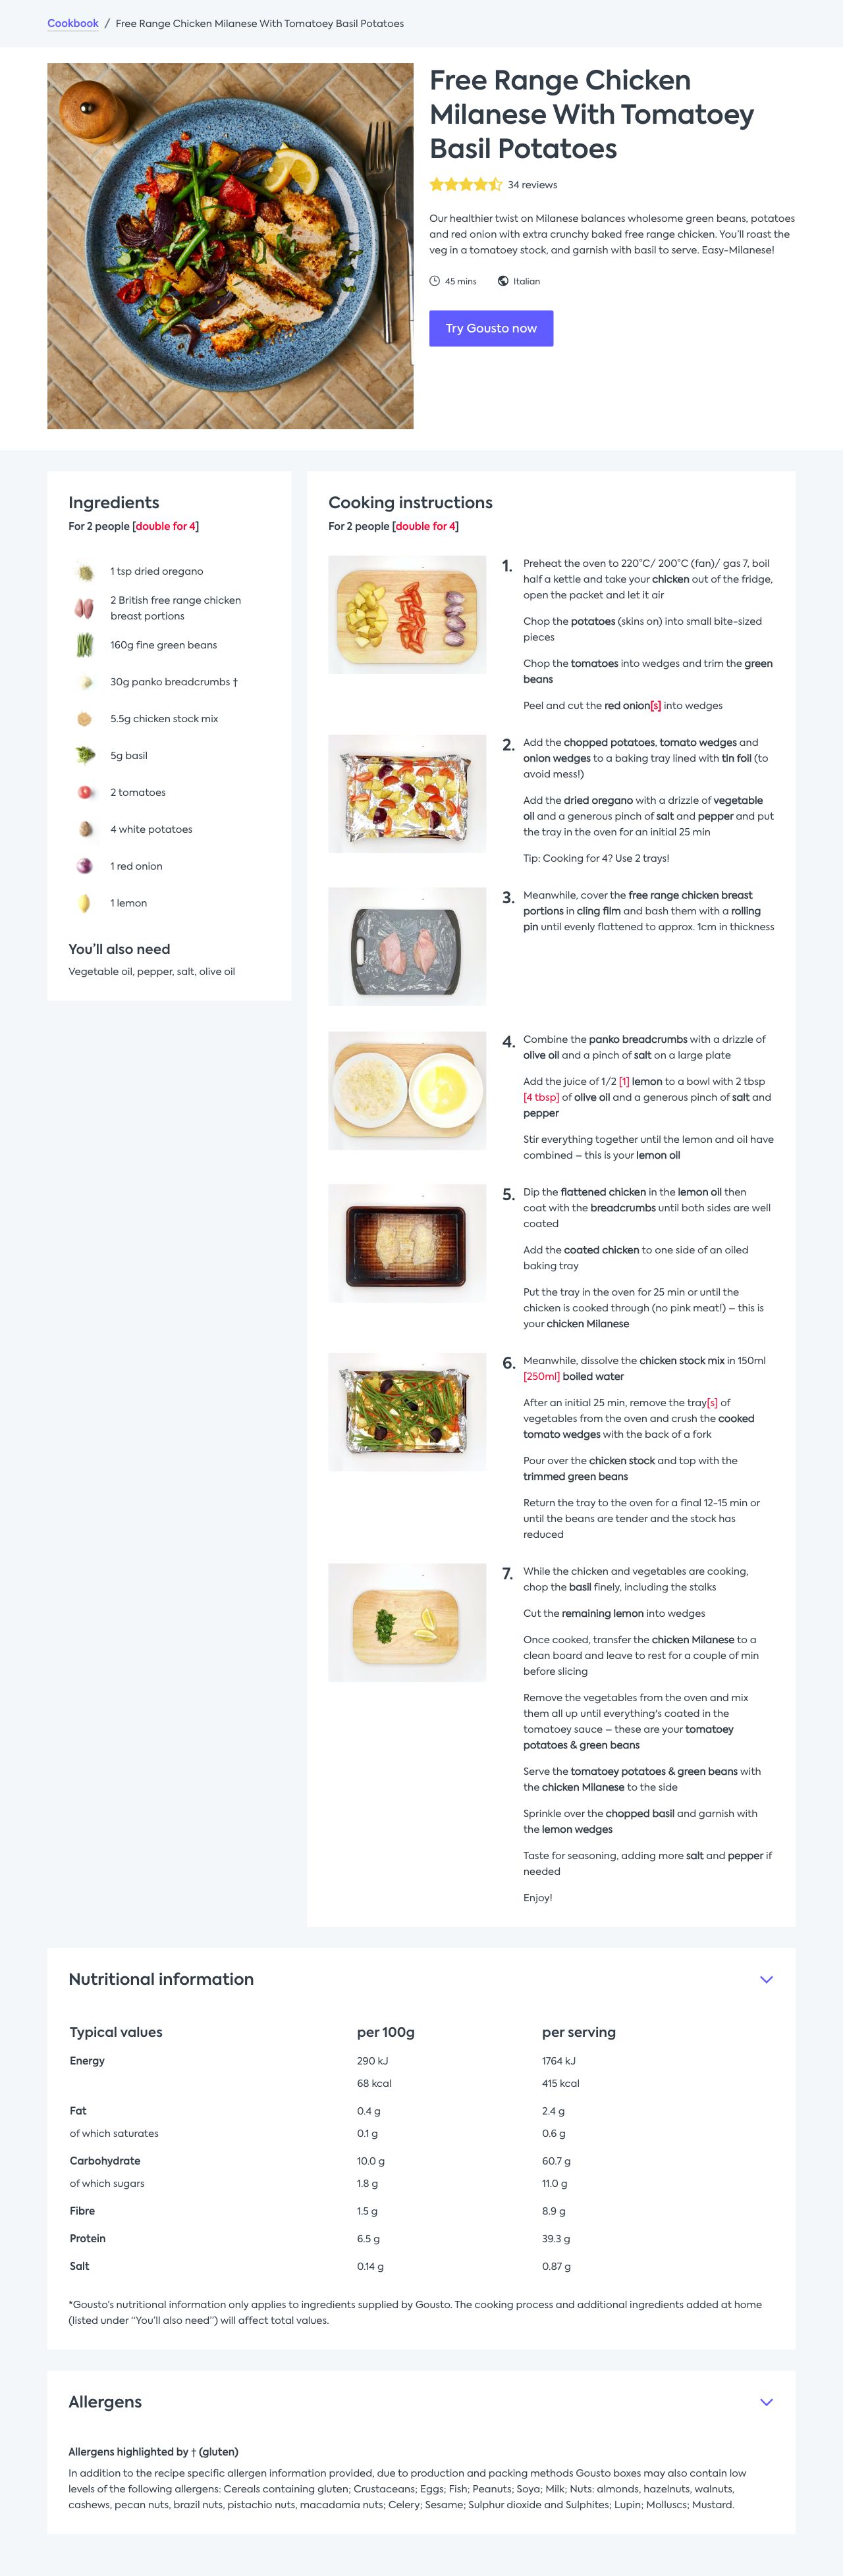 Cookbook / Free Range Chicken Milanese With Tomatoey Basil Potatoes
Free Range Chicken
Milanese With Tomatoey
Basil Potatoes
34 reviews
Our healthier twist on Milanese balances wholesome green beans, potatoes
and red onion with extra crunchy baked free range chicken. You'll roast the
veg in a tomatoey stock, and garnish with basil to serve. Easy-Milanese!
45 mins Italian
Try Gousto now
Ingredients
For 2 people [double for 4]
1 tsp dried oregano
2 British free range chicken
breast portions
160g fine green beans
30g panko breadcrumbs †
5.5g chicken stock mix
5g basil
2 tomatoes
4 white potatoes
1 red onion
1 lemon
You'll also need
Vegetable oil, pepper, salt, olive oil
Cooking instructions
For 2 people [double for 4]
1. Preheat the oven to 220°C/ 200°C (fan)/ gas 7, boil
half a kettle and take your chicken out of the fridge,
open the packet and let it air
Chop the potatoes (skins on) into small bite-sized
pieces
Chop the tomatoes into wedges and trim the green
beans
Peel and cut the red onion[s] into wedges
2. Add the chopped potatoes, tomato wedges and
onion wedges to a baking tray lined with tin foil (to
avoid mess!)
Add the dried oregano with a drizzle of vegetable
oil and a generous pinch of salt and pepper and put
the tray in the oven for an initial 25 min
Tip: Cooking for 4? Use 2 trays!
3. Meanwhile, cover the free range chicken breast
portions in cling film and bash them with a rolling
pin until evenly flattened to approx. 1cm in thickness
4. Combine the panko breadcrumbs with a drizzle of
olive oil and a pinch of salt on a large plate
Add the juice of 1/2 [1] lemon to a bowl with 2 tbsp
[4 tbsp] of olive oil and a generous pinch of salt and
pepper
Stir everything together until the lemon and oil have
combined – this is your lemon oil
5. Dip the flattened chicken in the lemon oil then
coat with the breadcrumbs until both sides are well
coated
Add the coated chicken to one side of an oiled
baking tray
Put the tray in the oven for 25 min or until the
chicken is cooked through (no pink meat!) – this is
your chicken Milanese
6. Meanwhile, dissolve the chicken stock mix in 150ml
[250ml] boiled water
After an initial 25 min, remove the tray[s] of
vegetables from the oven and crush the cooked
tomato wedges with the back of a fork
Pour over the chicken stock and top with the
trimmed green beans
Return the tray to the oven for a final 12-15 min or
until the beans are tender and the stock has
reduced
7. While the chicken and vegetables are cooking,
chop the basil finely, including the stalks
Cut the remaining lemon into wedges
Once cooked, transfer the chicken Milanese to a
clean board and leave to rest for a couple of min
before slicing
Remove the vegetables from the oven and mix
them all up until everything's coated in the
tomatoey sauce – these are your tomatoey
potatoes & green beans
Serve the tomatoey potatoes & green beans with
the chicken Milanese to the side
Sprinkle over the chopped basil and garnish with
the lemon wedges
Taste for seasoning, adding more salt and pepper if
needed
Enjoy!
Nutritional information
Typical values per 100g per serving
Energy 290 kJ 1764 kJ
68 kcal 415 kcal
Fat 0.4 g 2.4 g
of which saturates 0.1 g 0.6 g
Carbohydrate 10.0 g 60.7 g
of which sugars 1.8 g 11.0 g
Fibre 1.5 g 8.9 g
Protein 6.5 g 39.3 g
Salt 0.14 g 0.87 g
*Gousto's nutritional information only applies to ingredients supplied by Gousto. The cooking process and additional ingredients added at home
(listed under "You'll also need") will affect total values.
Allergens
Allergens highlighted by † (gluten)
In addition to the recipe specific allergen information provided, due to production and packing methods Gousto boxes may also contain low
levels of the following allergens: Cereals containing gluten; Crustaceans; Eggs; Fish; Peanuts; Soya; Milk; Nuts: almonds, hazelnuts, walnuts,
cashews, pecan nuts, brazil nuts, pistachio nuts, macadamia nuts; Celery; Sesame; Sulphur dioxide and Sulphites; Lupin; Molluscs; Mustard.